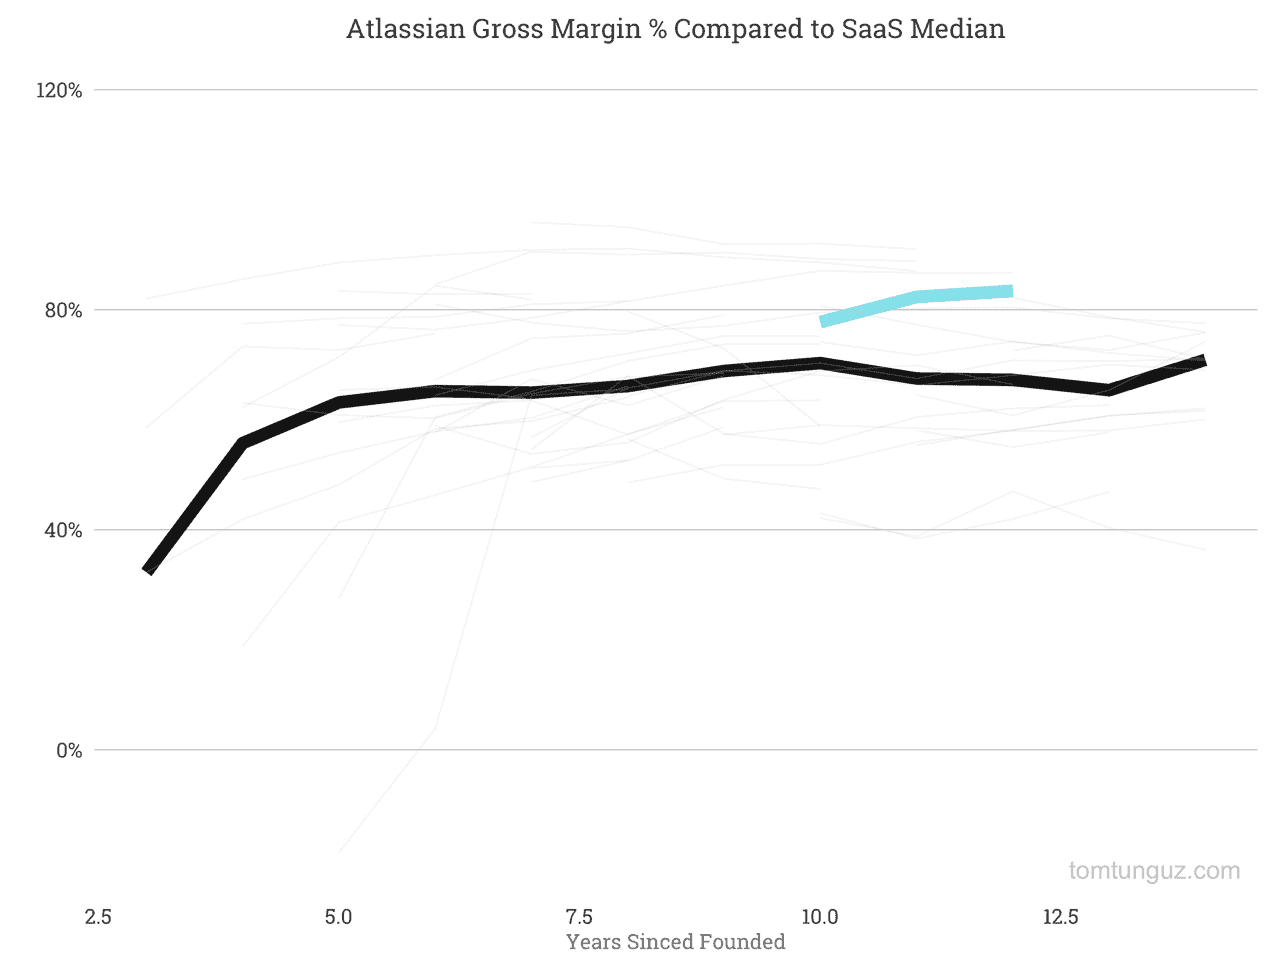 Atlassian Gross Margin % Compared to SaaS Median
120%
80%
40%
0%
tomtunguz.com
2.5 5.0 7.5 10.0 12.5
Years Sinced Founded